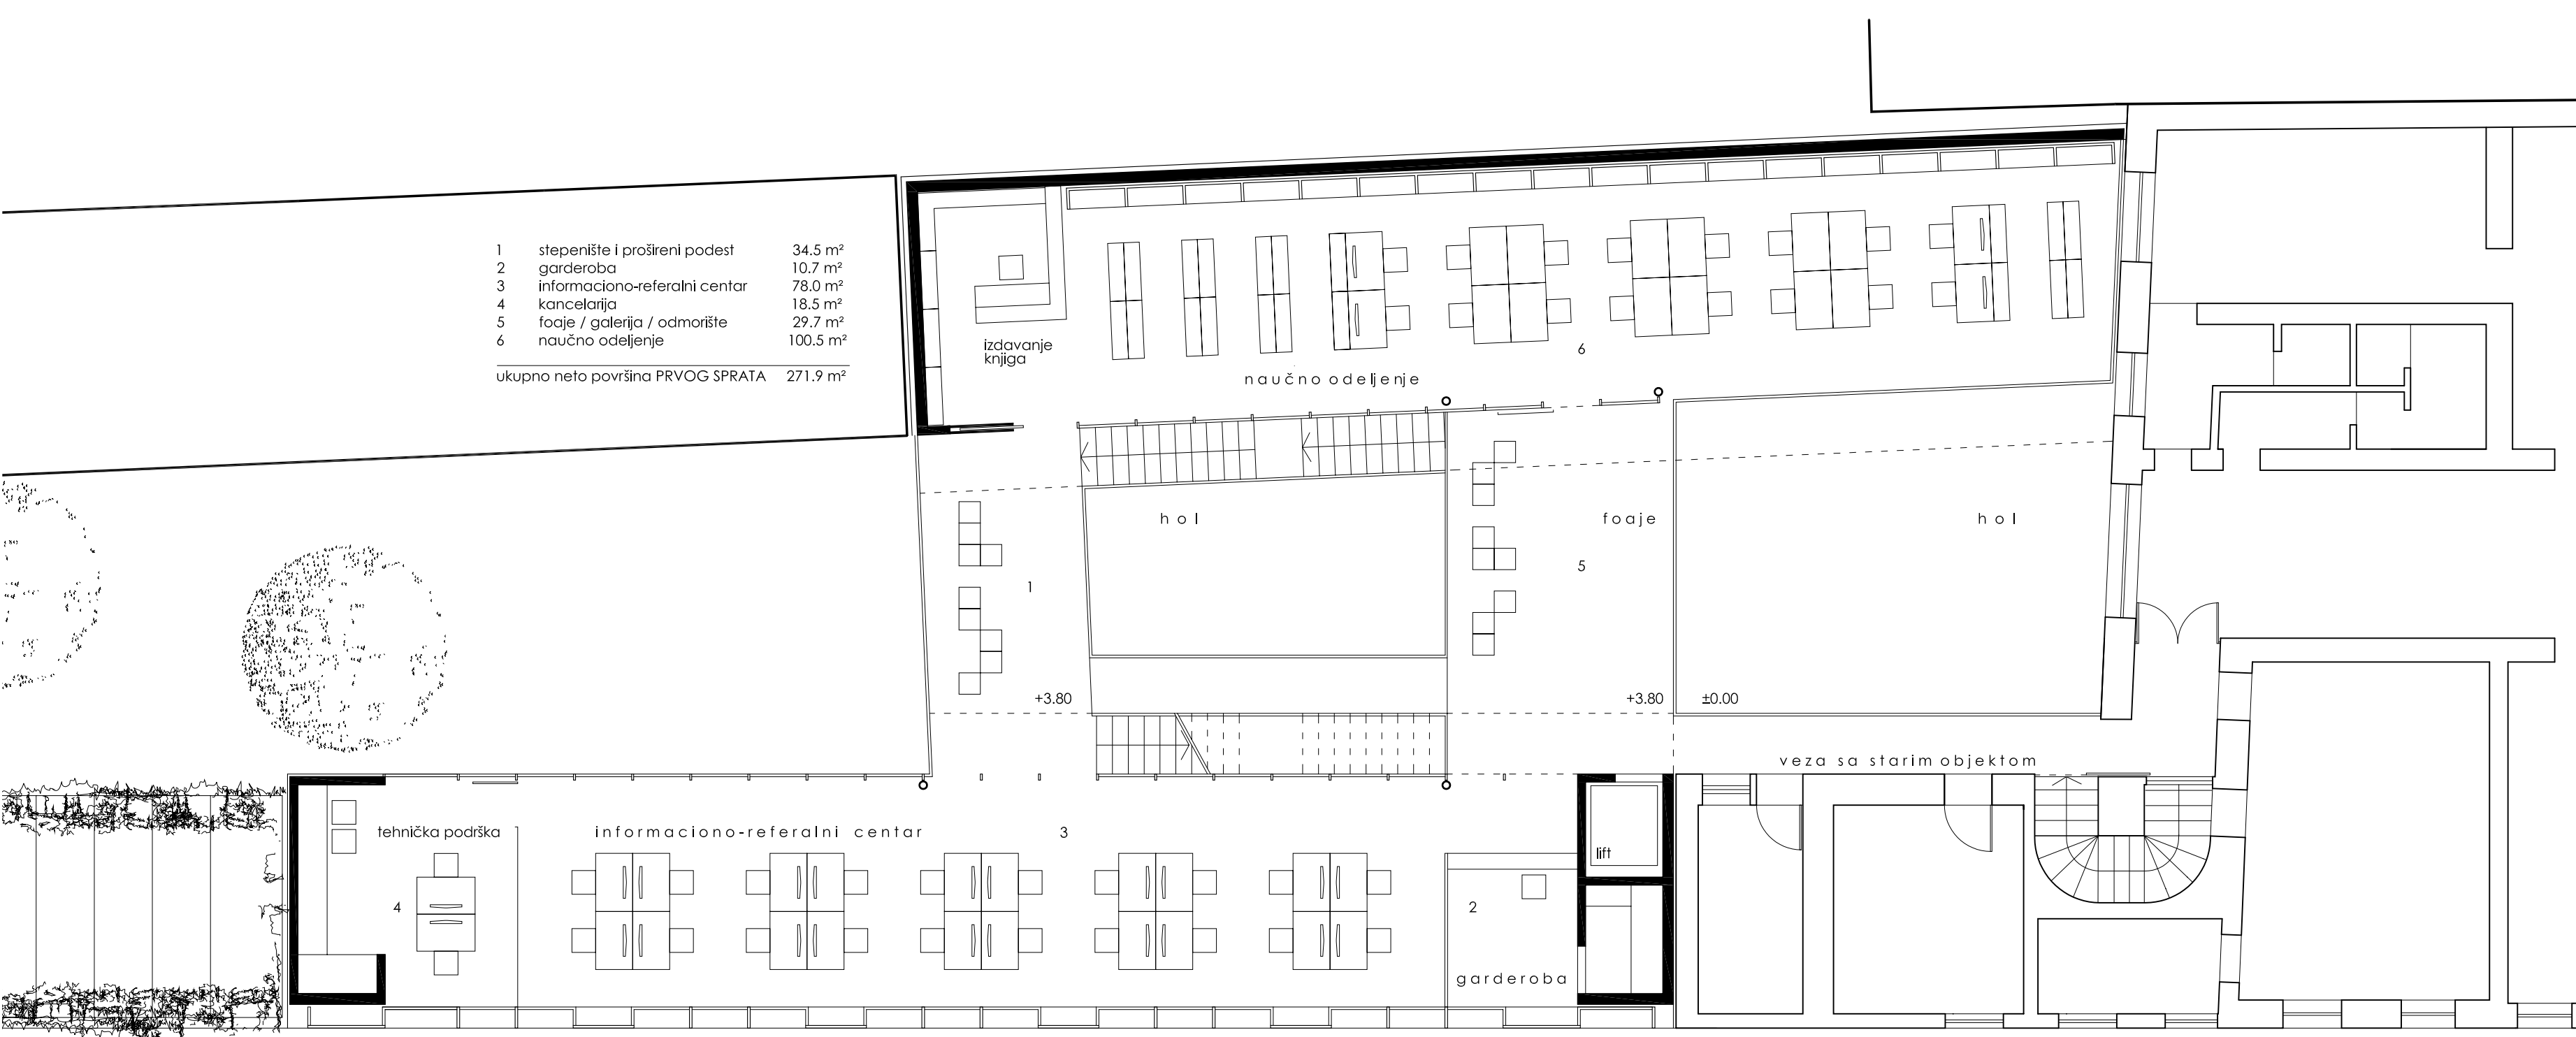 1 stepenište i prošireni podest 34.5 m²
2 garderoba 10.7 m²
3 informaciono-referalni centar 78.0 m²
4 kancelarija 18.5 m²
5 foaje / galerija / odmorište 29.7 m²
6 naučno odeljenje 100.5 m²
ukupno neto površina PRVOG SPRATA 271.9 m²
izdavanje
knjiga
6
naučno odeljenje
hol
foaje
hol
5
1
+3.80
+3.80
±0.00
veza sa starim objektom
tehnička podrška
informaciono-referalni centar
3
lift
4
2
garderoba